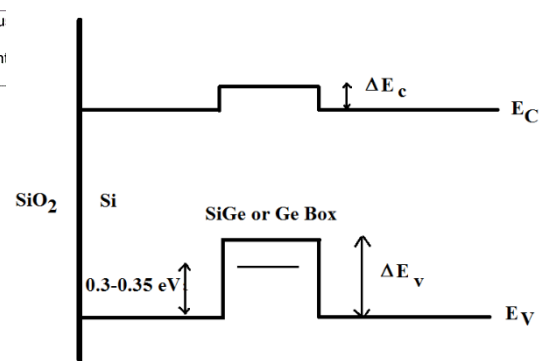 ΔE c
E C
SiO2 Si
SiGe or Ge Box
0.3-0.35 eV
ΔE v
E V